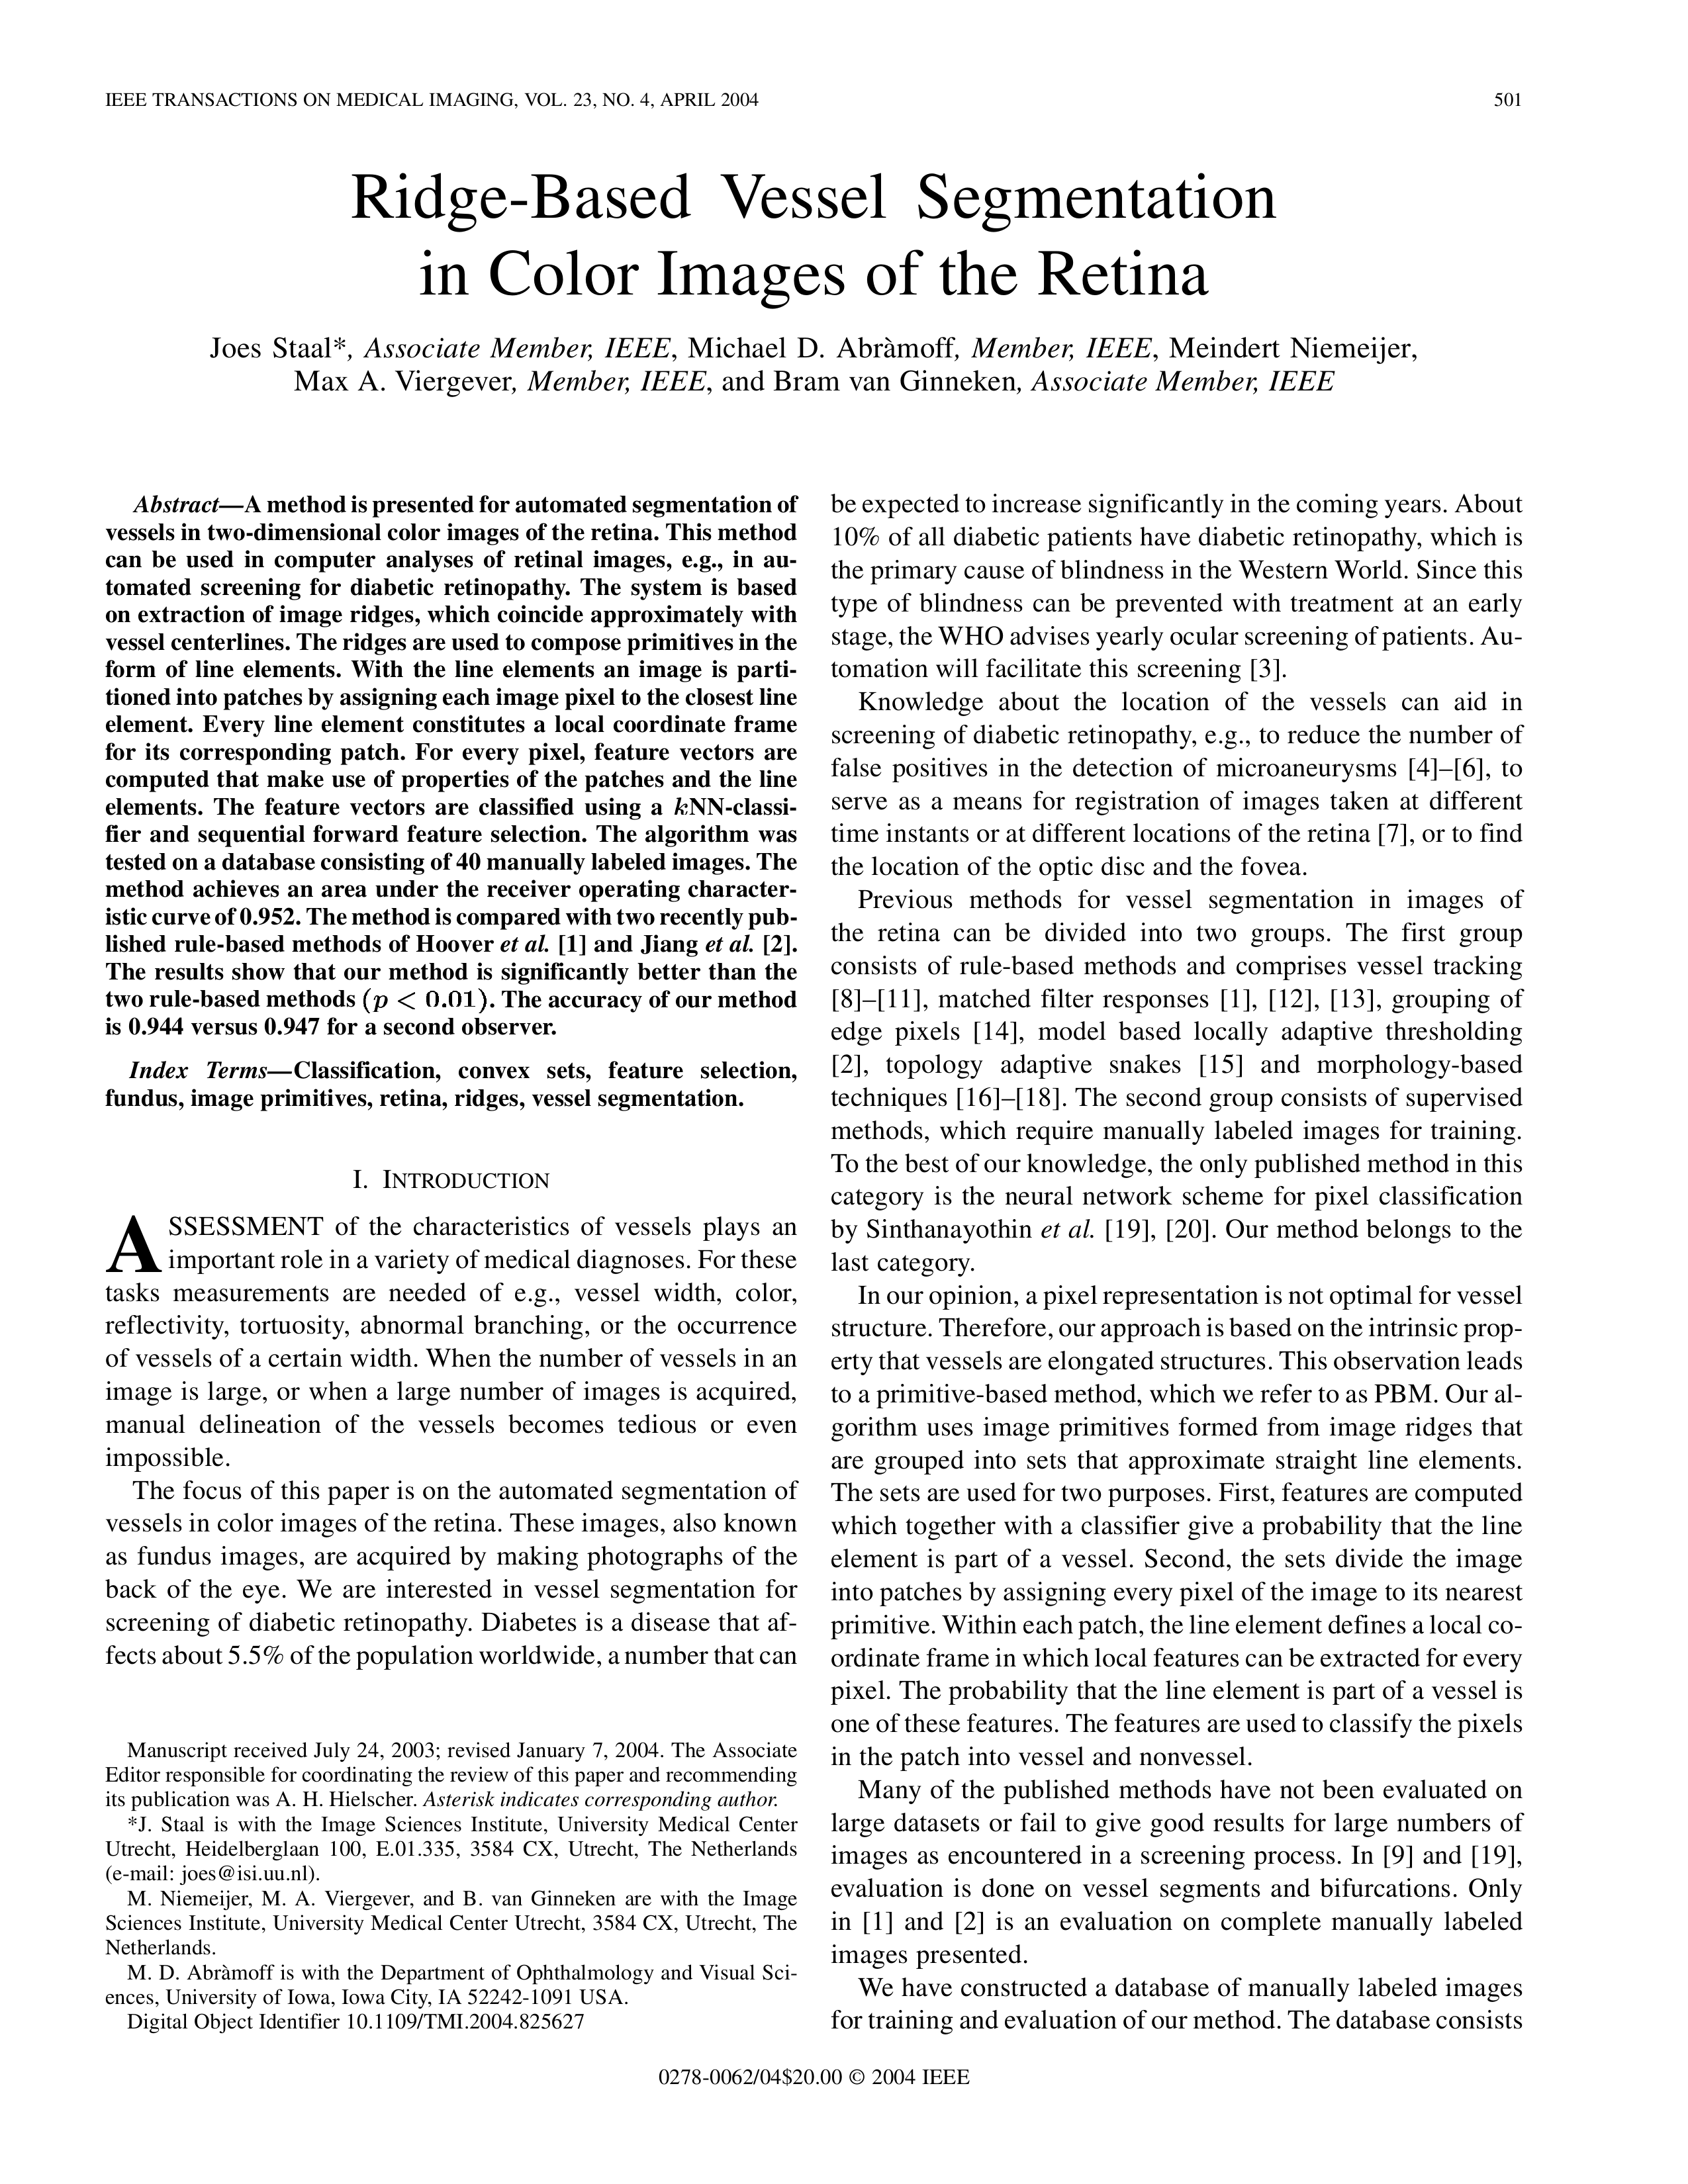 IEEE TRANSACTIONS ON MEDICAL IMAGING, VOL. 23, NO. 4, APRIL 2004
501
Ridge-Based Vessel Segmentation
in Color Images of the Retina
Joes Staal*, Associate Member, IEEE, Michael D. Abràmoff, Member, IEEE, Meindert Niemeijer,
Max A. Viergever, Member, IEEE, and Bram van Ginneken, Associate Member, IEEE
Abstract—A method is presented for automated segmentation of
vessels in two-dimensional color images of the retina. This method
can be used in computer analyses of retinal images, e.g., in au-
tomated screening for diabetic retinopathy. The system is based
on extraction of image ridges, which coincide approximately with
vessel centerlines. The ridges are used to compose primitives in the
form of line elements. With the line elements an image is parti-
tioned into patches by assigning each image pixel to the closest line
element. Every line element constitutes a local coordinate frame
for its corresponding patch. For every pixel, feature vectors are
computed that make use of properties of the patches and the line
elements. The feature vectors are classified using a kNN-classi-
fier and sequential forward feature selection. The algorithm was
tested on a database consisting of 40 manually labeled images. The
method achieves an area under the receiver operating character-
istic curve of 0.952. The method is compared with two recently pub-
lished rule-based methods of Hoover et al. [1] and Jiang et al. [2].
The results show that our method is significantly better than the
two rule-based methods (p < 0.01). The accuracy of our method
is 0.944 versus 0.947 for a second observer.
Index Terms—Classification, convex sets, feature selection,
fundus, image primitives, retina, ridges, vessel segmentation.
I. INTRODUCTION
ASSESSMENT of the characteristics of vessels plays an
important role in a variety of medical diagnoses. For these
tasks measurements are needed of e.g., vessel width, color,
reflectivity, tortuosity, abnormal branching, or the occurrence
of vessels of a certain width. When the number of vessels in an
image is large, or when a large number of images is acquired,
manual delineation of the vessels becomes tedious or even
impossible.
The focus of this paper is on the automated segmentation of
vessels in color images of the retina. These images, also known
as fundus images, are acquired by making photographs of the
back of the eye. We are interested in vessel segmentation for
screening of diabetic retinopathy. Diabetes is a disease that af-
fects about 5.5% of the population worldwide, a number that can
Manuscript received July 24, 2003; revised January 7, 2004. The Associate
Editor responsible for coordinating the review of this paper and recommending
its publication was A. H. Hielscher. Asterisk indicates corresponding author.
*J. Staal is with the Image Sciences Institute, University Medical Center
Utrecht, Heidelberglaan 100, E.01.335, 3584 CX, Utrecht, The Netherlands
(e-mail: joes@isi.uu.nl).
M. Niemeijer, M. A. Viergever, and B. van Ginneken are with the Image
Sciences Institute, University Medical Center Utrecht, 3584 CX, Utrecht, The
Netherlands.
M. D. Abràmoff is with the Department of Ophthalmology and Visual Sci-
ences, University of Iowa, Iowa City, IA 52242-1091 USA.
Digital Object Identifier 10.1109/TMI.2004.825627
be expected to increase significantly in the coming years. About
10% of all diabetic patients have diabetic retinopathy, which is
the primary cause of blindness in the Western World. Since this
type of blindness can be prevented with treatment at an early
stage, the WHO advises yearly ocular screening of patients. Au-
tomation will facilitate this screening [3].
Knowledge about the location of the vessels can aid in
screening of diabetic retinopathy, e.g., to reduce the number of
false positives in the detection of microaneurysms [4]–[6], to
serve as a means for registration of images taken at different
time instants or at different locations of the retina [7], or to find
the location of the optic disc and the fovea.
Previous methods for vessel segmentation in images of
the retina can be divided into two groups. The first group
consists of rule-based methods and comprises vessel tracking
[8]–[11], matched filter responses [1], [12], [13], grouping of
edge pixels [14], model based locally adaptive thresholding
[2], topology adaptive snakes [15] and morphology-based
techniques [16]–[18]. The second group consists of supervised
methods, which require manually labeled images for training.
To the best of our knowledge, the only published method in this
category is the neural network scheme for pixel classification
by Sinthanayothin et al. [19], [20]. Our method belongs to the
last category.
In our opinion, a pixel representation is not optimal for vessel
structure. Therefore, our approach is based on the intrinsic prop-
erty that vessels are elongated structures. This observation leads
to a primitive-based method, which we refer to as PBM. Our al-
gorithm uses image primitives formed from image ridges that
are grouped into sets that approximate straight line elements.
The sets are used for two purposes. First, features are computed
which together with a classifier give a probability that the line
element is part of a vessel. Second, the sets divide the image
into patches by assigning every pixel of the image to its nearest
primitive. Within each patch, the line element defines a local co-
ordinate frame in which local features can be extracted for every
pixel. The probability that the line element is part of a vessel is
one of these features. The features are used to classify the pixels
in the patch into vessel and nonvessel.
Many of the published methods have not been evaluated on
large datasets or fail to give good results for large numbers of
images as encountered in a screening process. In [9] and [19],
evaluation is done on vessel segments and bifurcations. Only
in [1] and [2] is an evaluation on complete manually labeled
images presented.
We have constructed a database of manually labeled images
for training and evaluation of our method. The database consists
0278-0062/04$20.00 © 2004 IEEE